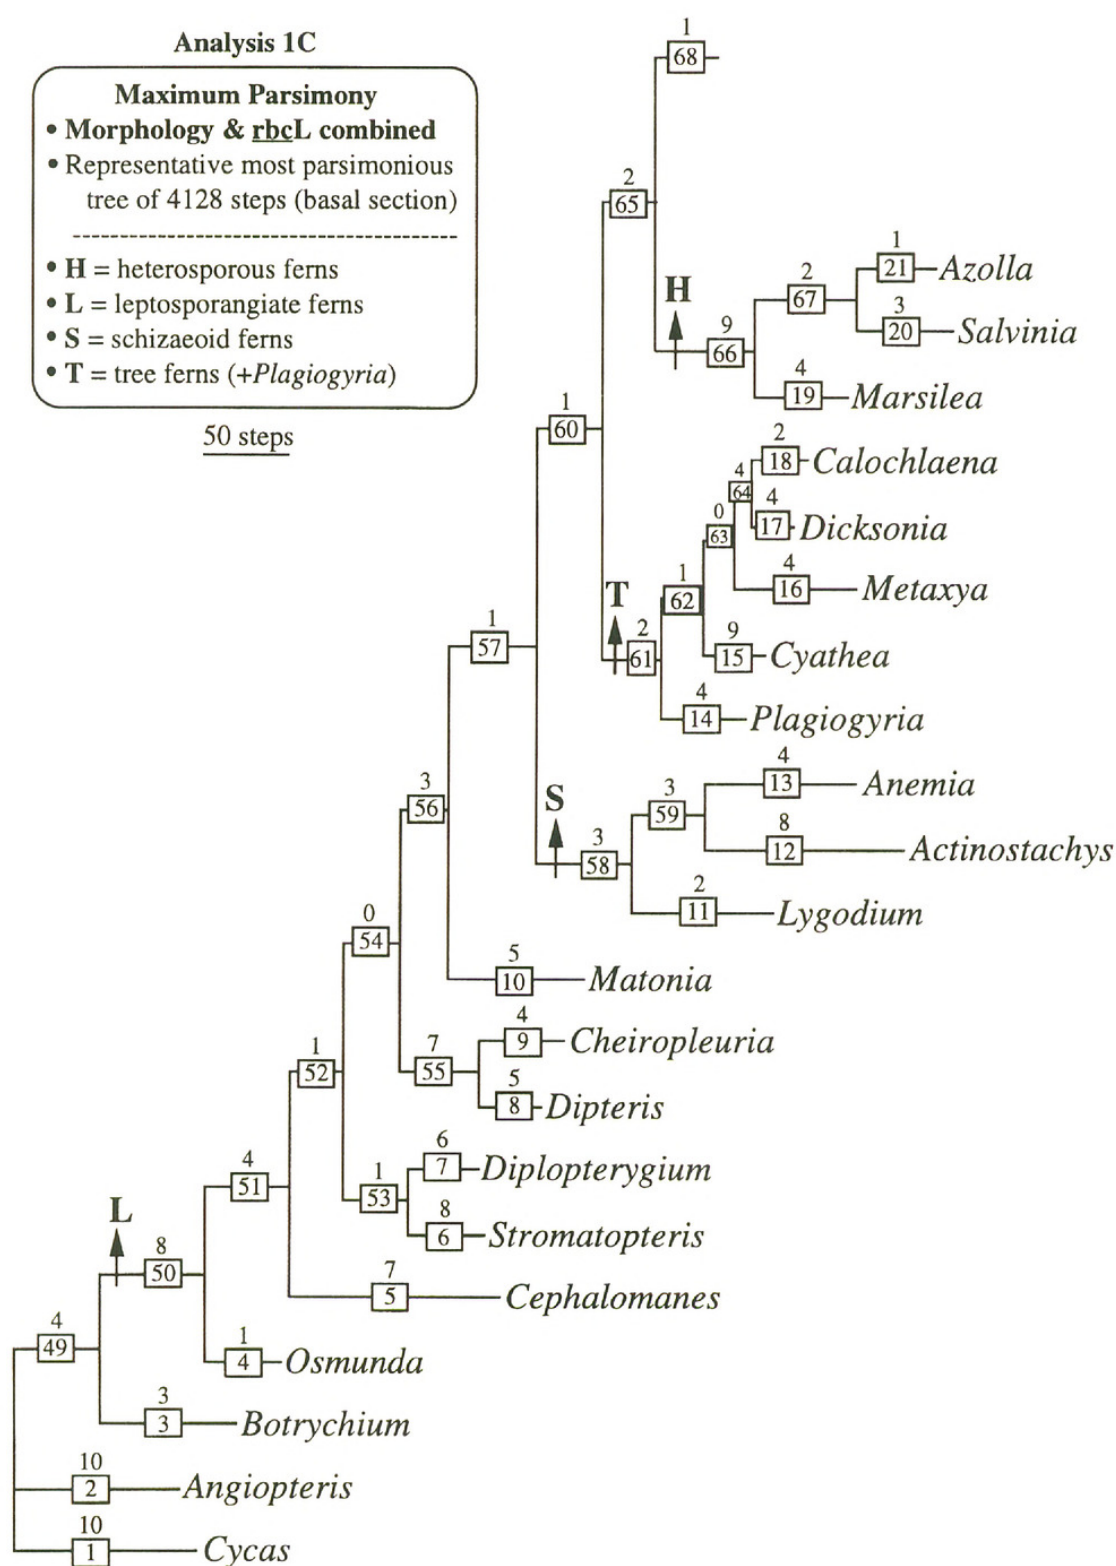 Analysis 1C
Maximum Parsimony
• Morphology & rbcL combined
• Representative most parsimonious
tree of 4128 steps (basal section)
• H = heterosporous ferns
• L = leptosporangiate ferns
• S = schizaeoid ferns
• T = tree ferns (+Plagiogyria)
50 steps
1
68
2
65
H
9
66
2
67
1
21
Azolla
3
20
Salvinia
4
19
Marsilea
1
60
2
18
Calochlaena
4
64
4
17
Dicksonia
0
63
4
16
Metaxya
1
62
9
15
Cyathea
T
2
61
4
14
Plagiogyria
1
57
4
13
Anemia
3
59
8
12
Actinostachys
S
3
58
2
11
Lygodium
3
56
5
10
Matonia
0
54
4
9
Cheiropleuria
7
55
5
8
Dipteris
1
52
6
7
Diplopterygium
1
53
8
6
Stromatopteris
4
51
7
5
Cephalomanes
L
8
50
1
4
Osmunda
4
49
3
3
Botrychium
10
2
Angiopteris
10
1
Cycas